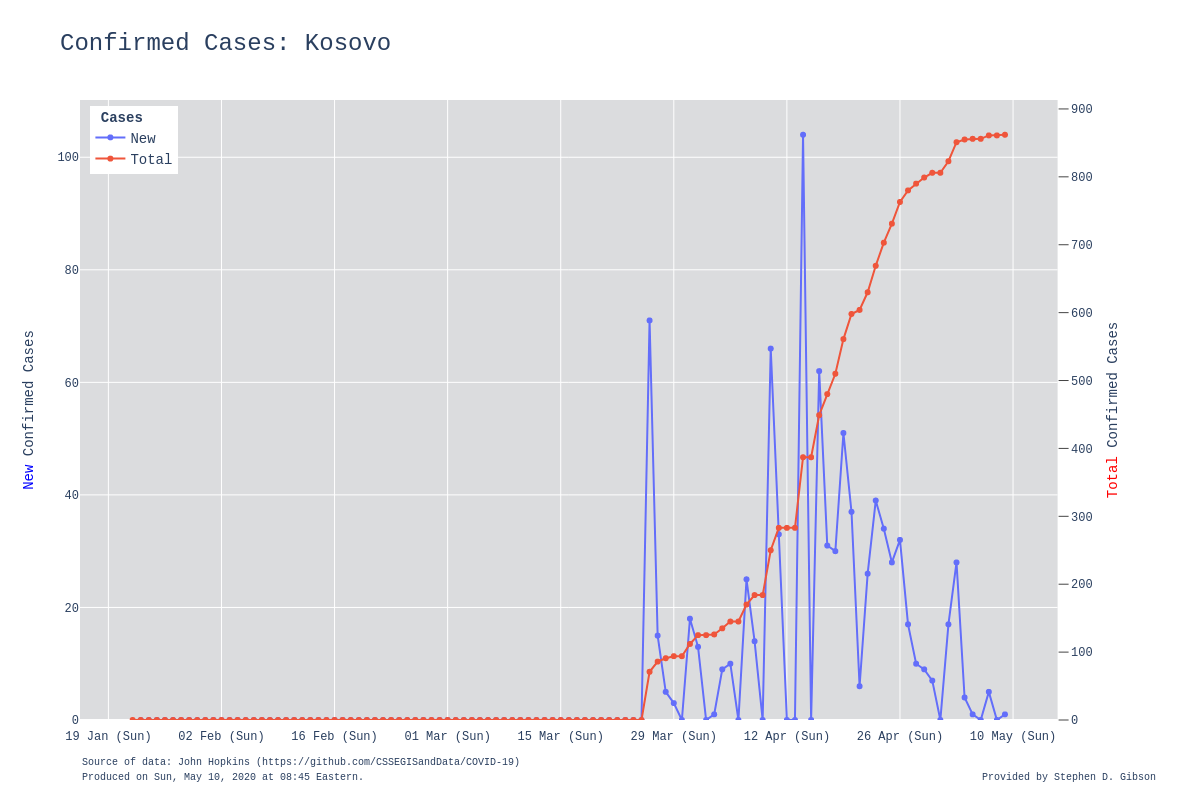 Confirmed Cases: Kosovo
Cases
New
Total
900
800
700
600
500
400
300
200
100
0
100
80
60
40
20
0
New Confirmed Cases
Total Confirmed Cases
19 Jan (Sun) 02 Feb (Sun) 16 Feb (Sun) 01 Mar (Sun) 15 Mar (Sun) 29 Mar (Sun) 12 Apr (Sun) 26 Apr (Sun) 10 May (Sun)
Source of data: John Hopkins (https://github.com/CSSEGISandData/COVID-19)
Produced on Sun, May 10, 2020 at 08:45 Eastern.
Provided by Stephen D. Gibson